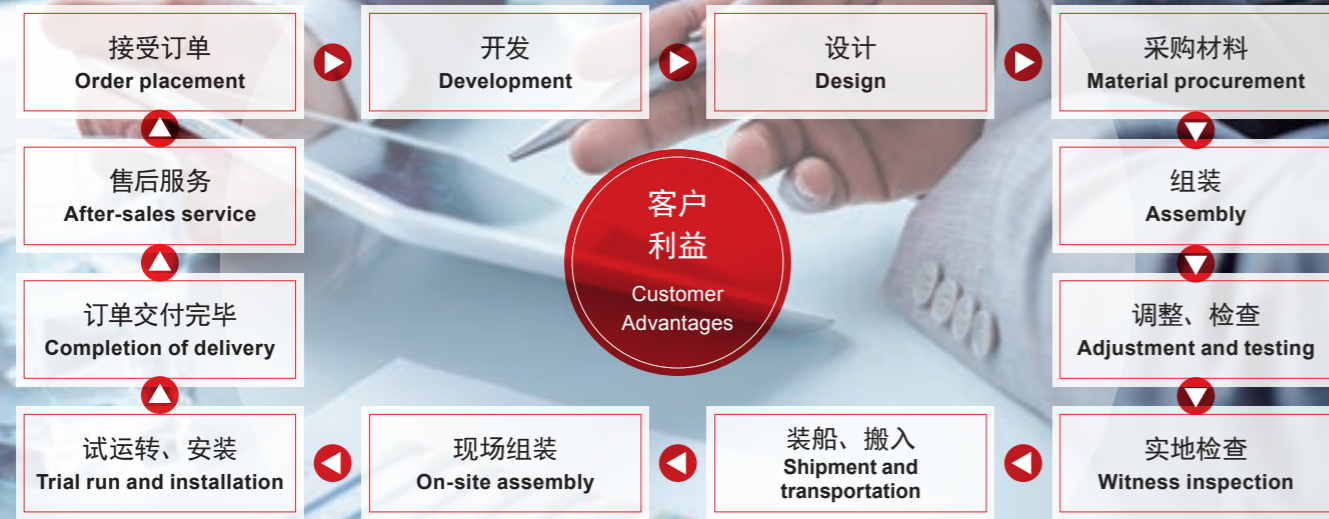 接受订单
Order placement
开发
Development
设计
Design
采购材料
Material procurement
售后服务
After-sales service
客户
利益
Customer
Advantages
组装
Assembly
订单交付完毕
Completion of delivery
调整、检查
Adjustment and testing
试运转、安装
Trial run and installation
现场组装
On-site assembly
装船、搬入
Shipment and
transportation
实地检查
Witness inspection